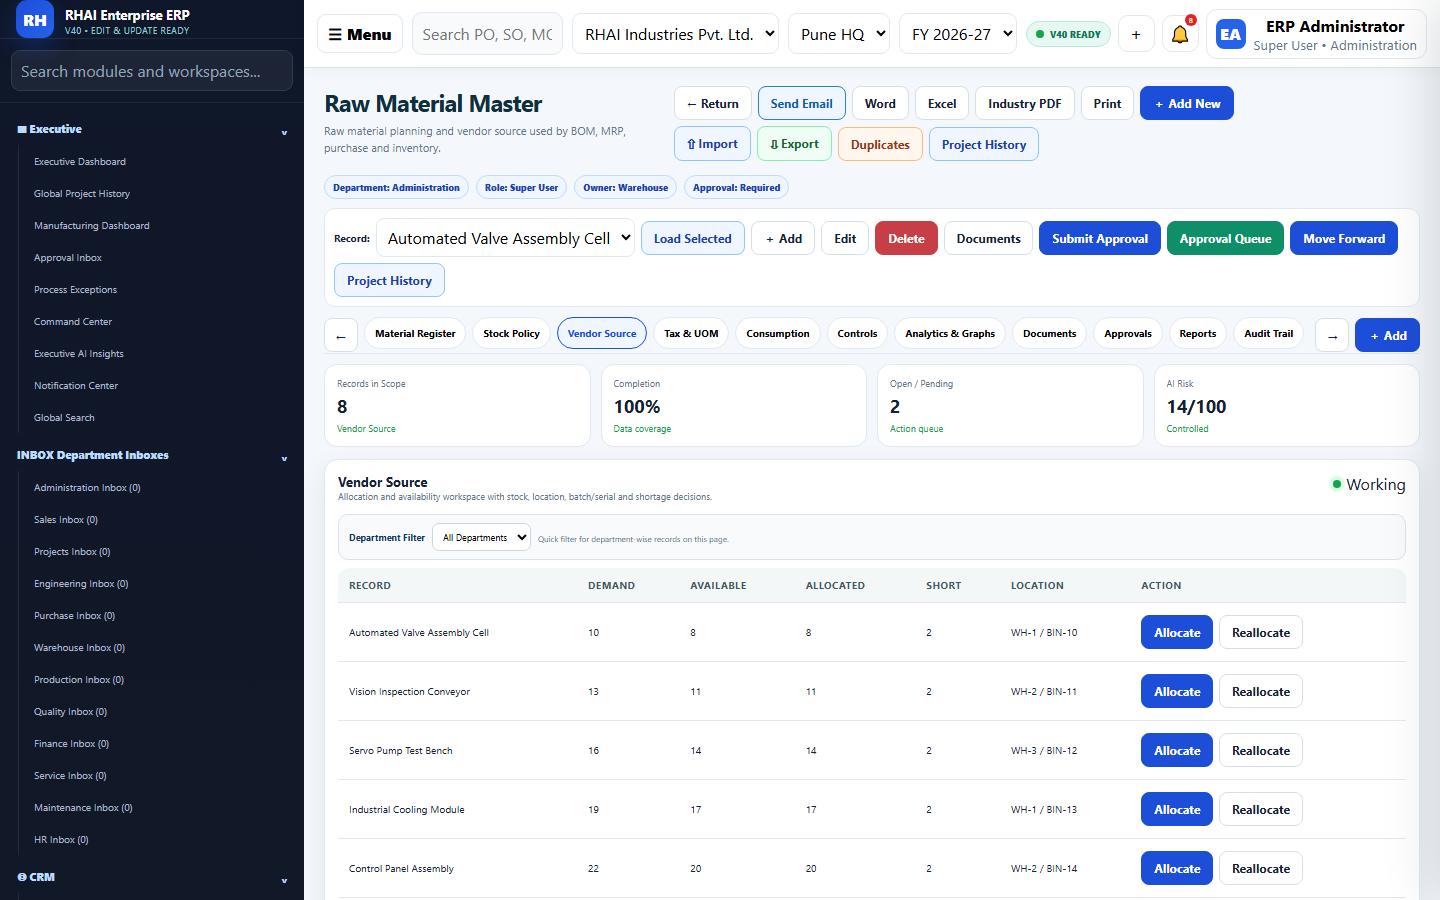 RH
RHAI Enterprise ERP
V40 • EDIT & UPDATE READY
Search modules and workspaces...
Executive
Executive Dashboard
Global Project History
Manufacturing Dashboard
Approval Inbox
Process Exceptions
Command Center
Executive AI Insights
Notification Center
Global Search
INBOX Department Inboxes
Administration Inbox (0)
Sales Inbox (0)
Projects Inbox (0)
Engineering Inbox (0)
Purchase Inbox (0)
Warehouse Inbox (0)
Production Inbox (0)
Quality Inbox (0)
Finance Inbox (0)
Service Inbox (0)
Maintenance Inbox (0)
HR Inbox (0)
CRM
☰ Menu
Search PO, SO, MO
RHAI Industries Pvt. Ltd.
Pune HQ
FY 2026-27
V40 READY
+
8
EA
ERP Administrator
Super User • Administration
Raw Material Master
Raw material planning and vendor source used by BOM, MRP,
purchase and inventory.
← Return
Send Email
Word
Excel
Industry PDF
Print
+ Add New
⇧ Import
⇩ Export
Duplicates
Project History
Department: Administration
Role: Super User
Owner: Warehouse
Approval: Required
Record:
Automated Valve Assembly Cell
Load Selected
+ Add
Edit
Delete
Documents
Submit Approval
Approval Queue
Move Forward
Project History
←
Material Register
Stock Policy
Vendor Source
Tax & UOM
Consumption
Controls
Analytics & Graphs
Documents
Approvals
Reports
Audit Trail
→
+ Add
Records in Scope
8
Vendor Source
Completion
100%
Data coverage
Open / Pending
2
Action queue
AI Risk
14/100
Controlled
Vendor Source
Allocation and availability workspace with stock, location, batch/serial and shortage decisions.
Working
Department Filter
All Departments
Quick filter for department-wise records on this page.
RECORD DEMAND AVAILABLE ALLOCATED SHORT LOCATION ACTION
Automated Valve Assembly Cell 10 8 8 2 WH-1 / BIN-10 Allocate Reallocate
Vision Inspection Conveyor 13 11 11 2 WH-2 / BIN-11 Allocate Reallocate
Servo Pump Test Bench 16 14 14 2 WH-3 / BIN-12 Allocate Reallocate
Industrial Cooling Module 19 17 17 2 WH-1 / BIN-13 Allocate Reallocate
Control Panel Assembly 22 20 20 2 WH-2 / BIN-14 Allocate Reallocate